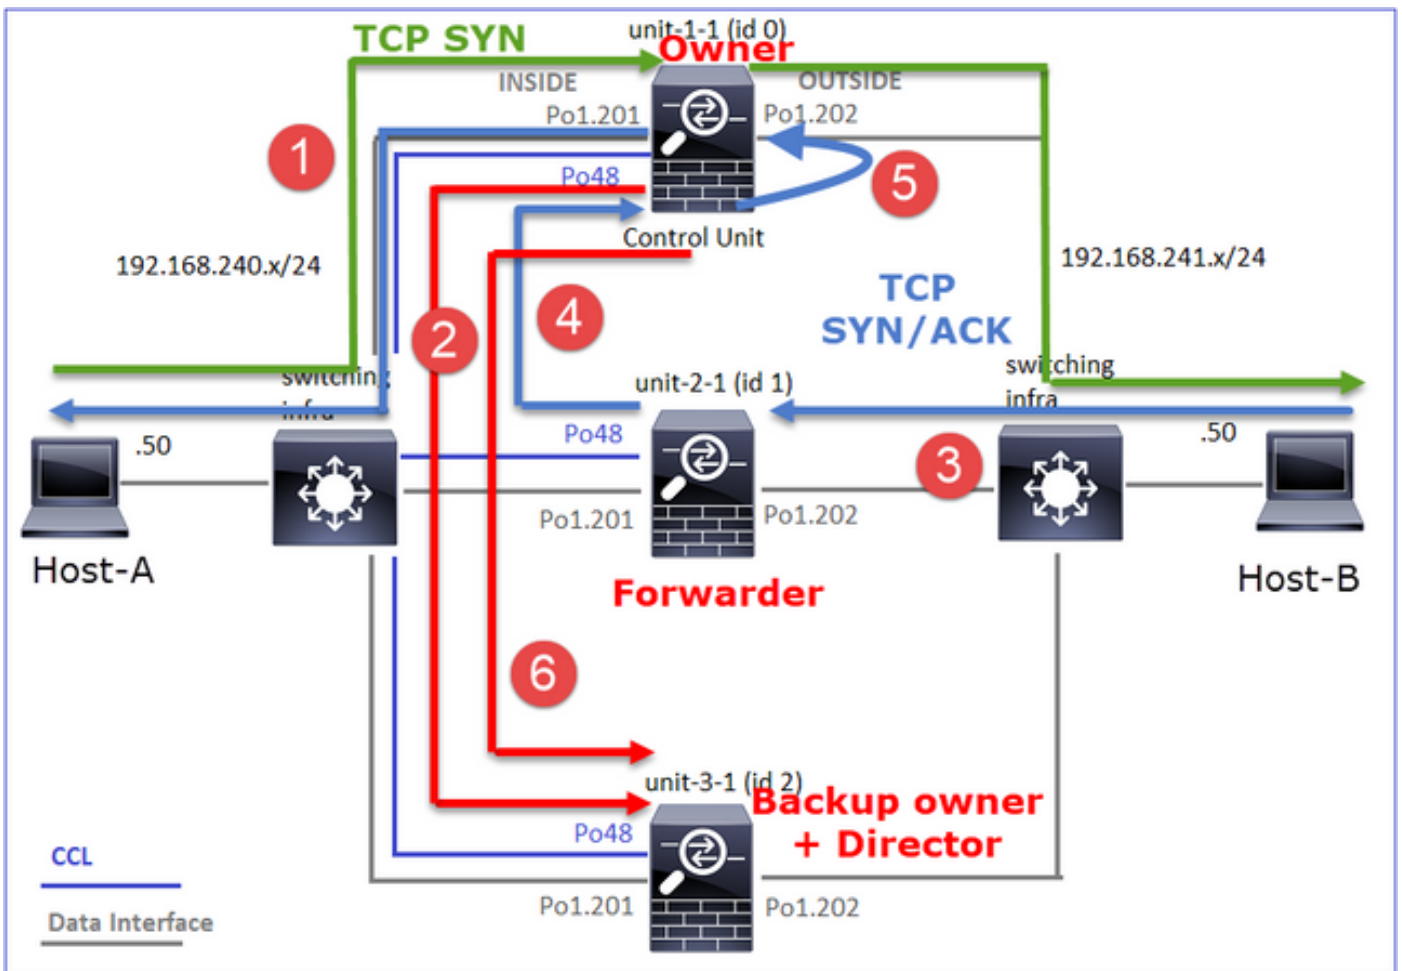 unit-1-1 (id 0)
TCP SYN
Owner
INSIDE
OUTSIDE
Po1.201
Po1.202
1
Po48
5
Control Unit
192.168.240.x/24
192.168.241.x/24
TCP
SYN/ACK
4
2
switching
infra
unit-2-1 (id 1)
switching
infra
.50
Po48
.50
3
Po1.201
Po1.202
Host-A
Host-B
Forwarder
6
unit-3-1 (id 2)
Backup owner
+ Director
Po48
CCL
Po1.201
Po1.202
Data Interface